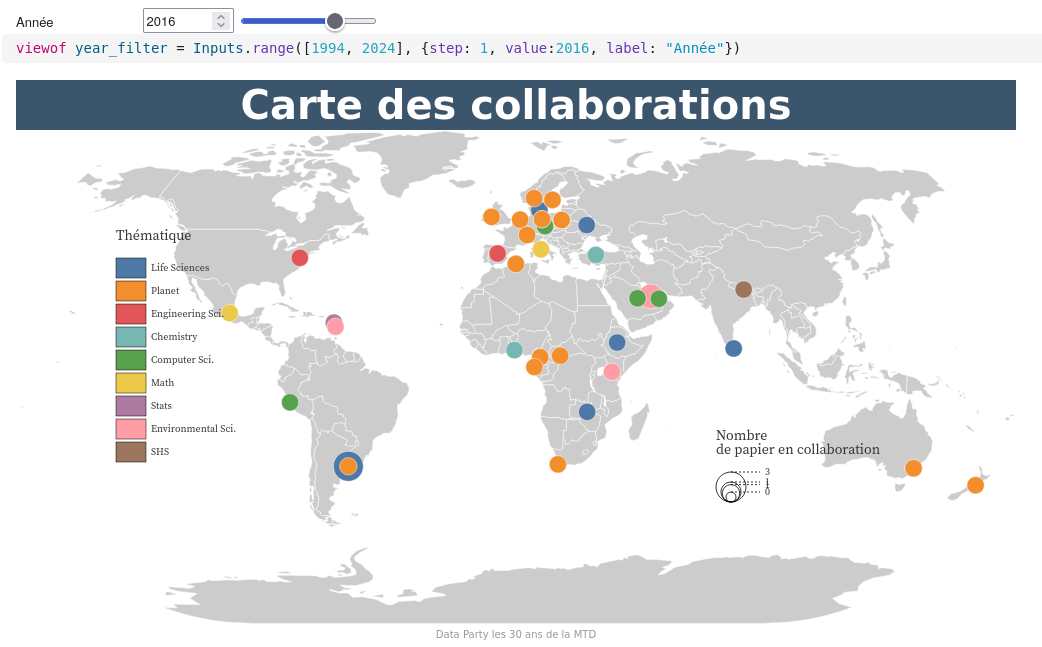 Année
2016
viewof year_filter = Inputs.range([1994, 2024], {step: 1, value:2016, label: "Année"})
Carte des collaborations
Thématique
Life Sciences
Planet
Engineering Sci.
Chemistry
Computer Sci.
Math
Stats
Environmental Sci.
SHS
Nombre
de papier en collaboration
3
1
0
Data Party les 30 ans de la MTD